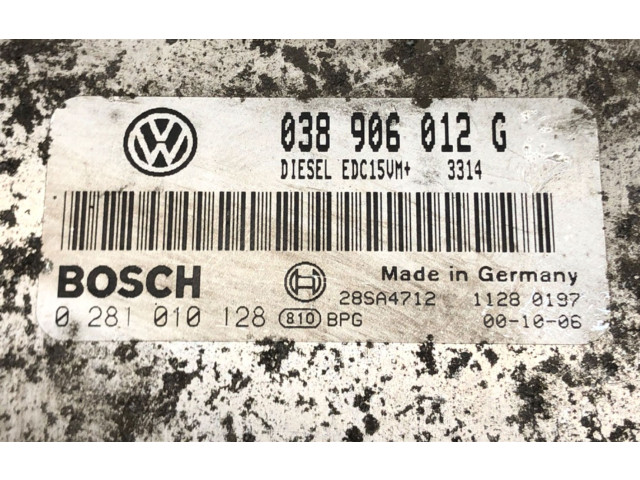 VW
038 906 012 G
DIESEL EDC15VM+ 3314
BOSCH
Made in Germany
28SA4712 1128 0197
0 281 010 128 810 BPG 00-10-06